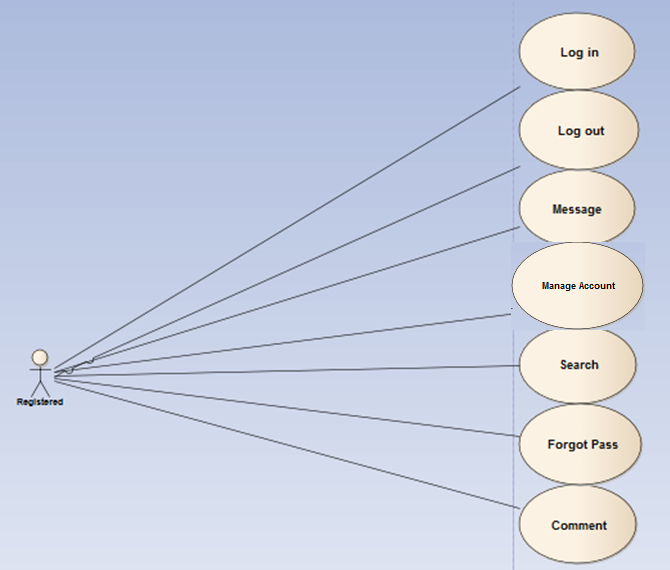 Log in
Log out
Message
Manage Account
Search
Registered
Forgot Pass
Comment